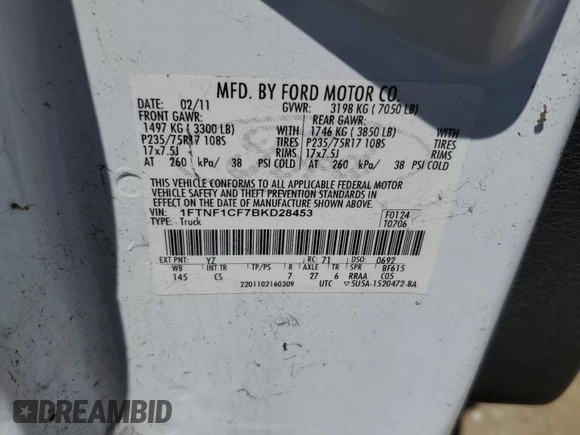 MFD. BY FORD MOTOR CO.
DATE: 02/11 GVWR: 3198 KG ( 7050 LB)
FRONT GAWR: REAR GAWR:
1497 KG ( 3300 LB) WITH 1746 KG ( 3850 LB) WITH
P235/75R17 108S TIRES P235/75R17 108S TIRES
17x7.5J RIMS 17x7.5J RIMS
AT 260 kPa/ 38 PSI COLD AT 260 kPa/ 38 PSI COLD
THIS VEHICLE CONFORMS TO ALL APPLICABLE FEDERAL MOTOR
VEHICLE SAFETY AND THEFT PREVENTION STANDARDS IN
EFFECT ON THE DATE OF MANUFACTURE SHOWN ABOVE.
VIN: 1FTNF1CF7BKD28453 F0124
TYPE: Truck T0706
EXT PNT: YZ RC: 71 DSO: 0692
WB INT TR TP/PS R AXLE TR SPR BF615
145 CS 7 27 6 RRAA C05
2201102160309 UTC ▽5U5A-1520472-BA
DREAMBID